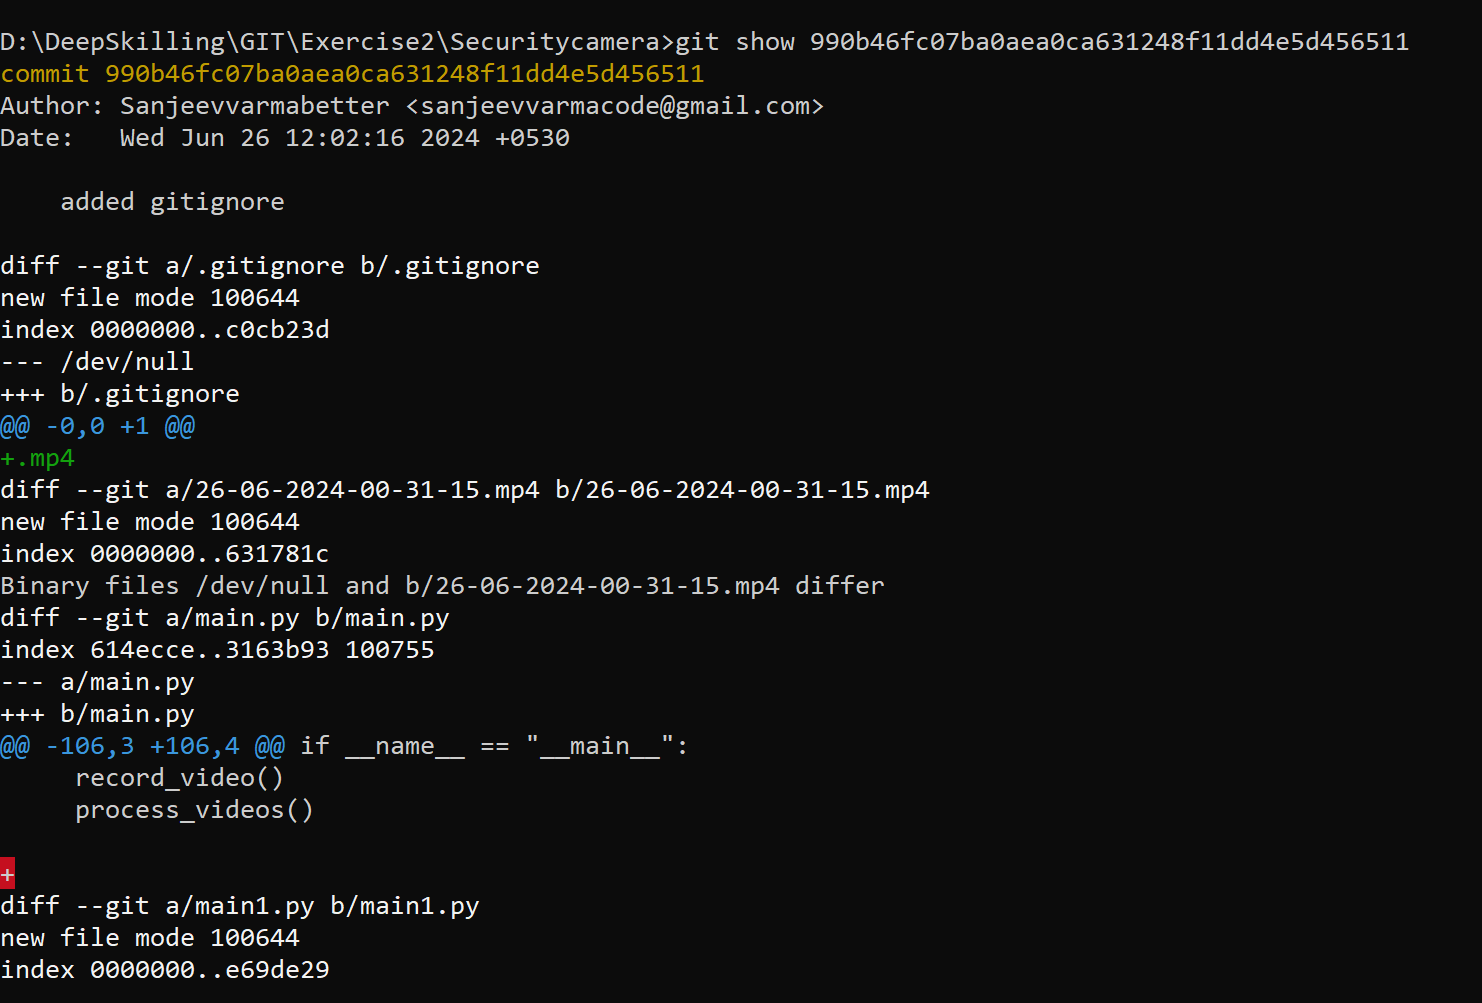 D:\DeepSkilling\GIT\Exercise2\Securitycamera>git show 990b46fc07ba0aea0ca631248f11dd4e5d456511
commit 990b46fc07ba0aea0ca631248f11dd4e5d456511
Author: Sanjeevvarmabetter <sanjeevvarmacode@gmail.com>
Date:   Wed Jun 26 12:02:16 2024 +0530

    added gitignore

diff --git a/.gitignore b/.gitignore
new file mode 100644
index 0000000..c0cb23d
--- /dev/null
+++ b/.gitignore
@@ -0,0 +1 @@
+.mp4
diff --git a/26-06-2024-00-31-15.mp4 b/26-06-2024-00-31-15.mp4
new file mode 100644
index 0000000..631781c
Binary files /dev/null and b/26-06-2024-00-31-15.mp4 differ
diff --git a/main.py b/main.py
index 614ecce..3163b93 100755
--- a/main.py
+++ b/main.py
@@ -106,3 +106,4 @@ if __name__ == "__main__":
     record_video()
     process_videos()

+
diff --git a/main1.py b/main1.py
new file mode 100644
index 0000000..e69de29